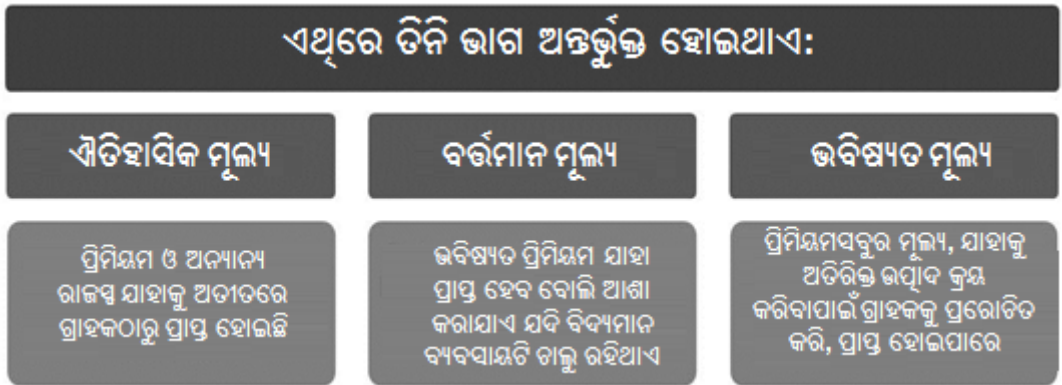 ଏଥିରେ ତିନି ଭାଗ ଅନ୍ତର୍ଭୁକ୍ତ ହୋଇଥାଏ:
ଐତିହାସିକ ମୂଲ୍ୟ
ପ୍ରିମିୟମ ଓ ଅନ୍ୟାନ୍ୟ
ରାଜସ୍ୱ ଯାହାକୁ ଅତୀତରେ
ଗ୍ରାହକଠାରୁ ପ୍ରାପ୍ତ ହୋଇଛି
ବର୍ତ୍ତମାନ ମୂଲ୍ୟ
ଭବିଷ୍ୟତ ପ୍ରିମିୟମ ଯାହା
ପ୍ରାପ୍ତ ହେବ ବୋଲି ଆଶା
କରାଯାଏ ଯଦି ବିଦ୍ୟମାନ
ବ୍ୟବସାୟଟି ଚାଲୁ ରହିଥାଏ
ଭବିଷ୍ୟତ ମୂଲ୍ୟ
ପ୍ରିମିୟମସବୁର ମୂଲ୍ୟ, ଯାହାକୁ
ଅତିରିକ୍ତ ଉତ୍ପାଦ କ୍ରୟ
କରିବାପାଇଁ ଗ୍ରାହକକୁ ପ୍ରରୋଚିତ
କରି, ପ୍ରାପ୍ତ ହୋଇପାରେ